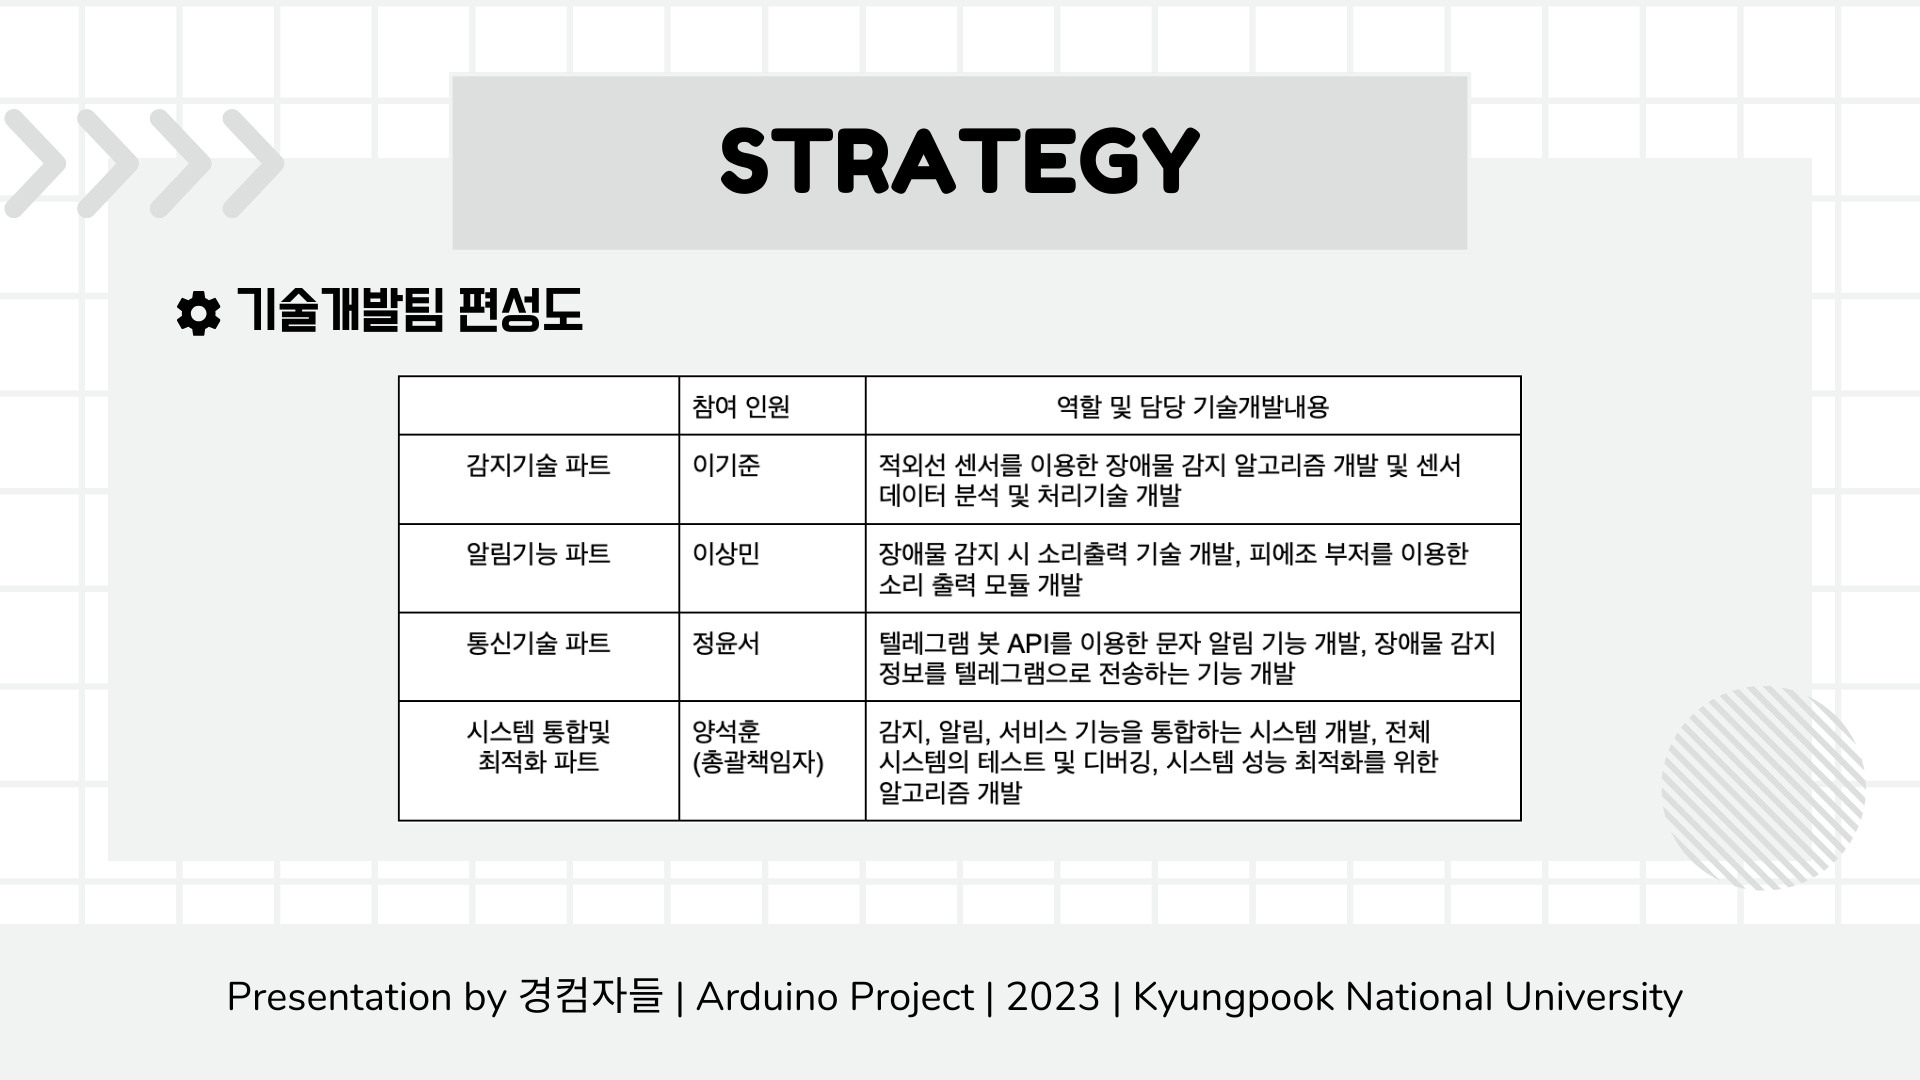 STRATEGY
기술개발팀 편성도
참여 인원
역할 및 담당 기술개발내용
감지기술 파트
이기준
적외선 센서를 이용한 장애물 감지 알고리즘 개발 및 센서
데이터 분석 및 처리기술 개발
알림기능 파트
이상민
장애물 감지 시 소리출력 기술 개발, 피에조 부저를 이용한
소리 출력 모듈 개발
통신기술 파트
정윤서
텔레그램 봇 API를 이용한 문자 알림 기능 개발, 장애물 감지
정보를 텔레그램으로 전송하는 기능 개발
시스템 통합및
최적화 파트
양석훈
(총괄책임자)
감지, 알림, 서비스 기능을 통합하는 시스템 개발, 전체
시스템의 테스트 및 디버깅, 시스템 성능 최적화를 위한
알고리즘 개발
Presentation by 경컴자들 | Arduino Project | 2023 | Kyungpook National University